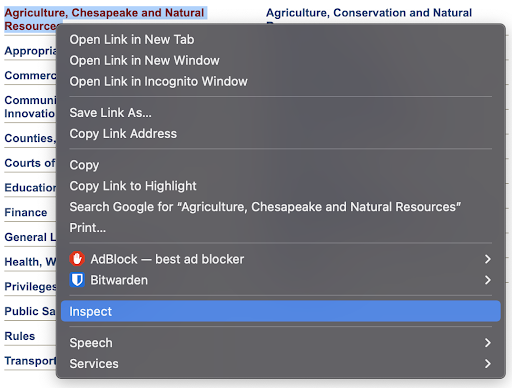 Agriculture, Chesapeake and Natural
Resources
Agriculture, Conservation and Natural
Open Link in New Tab
Open Link in New Window
Open Link in Incognito Window
Save Link As...
Copy Link Address
Copy
Copy Link to Highlight
Search Google for “Agriculture, Chesapeake and Natural Resources”
Print...
AdBlock — best ad blocker
Bitwarden
Inspect
Speech
Services
Appropria
Commerc
Communi
Innovatio
Counties,
Courts of
Education
Finance
General L
Health, W
Privileges
Public Sa
Rules
Transport